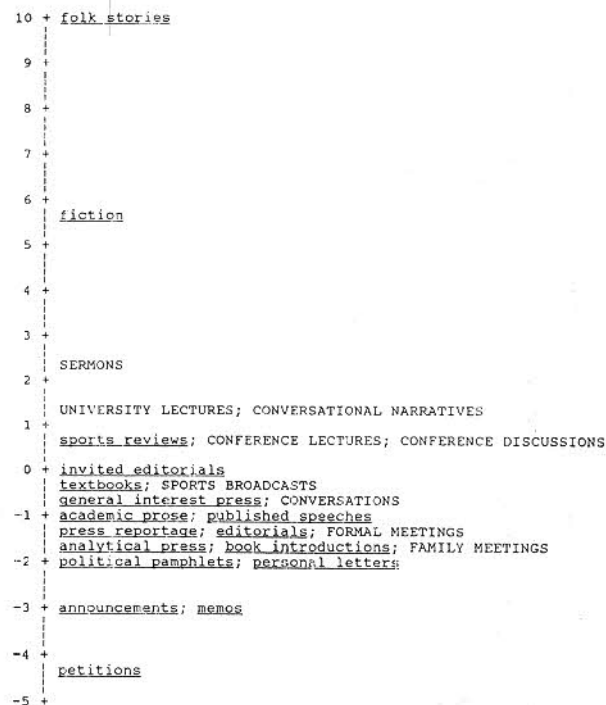 10 + folk stories
9 +
8 +
7 +
6 +
fiction
5 +
4 +
3 +
SERMONS
2 +
UNIVERSITY LECTURES; CONVERSATIONAL NARRATIVES
1 +
sports reviews; CONFERENCE LECTURES; CONFERENCE DISCUSSIONS
0 + invited editorials
textbooks; SPORTS BROADCASTS
general interest press; CONVERSATIONS
-1 + academic prose; published speeches
press reportage; editorials; FORMAL MEETINGS
analytical press; book introductions; FAMILY MEETINGS
-2 + political pamphlets; personal letters
-3 + announcements; memos
-4 +
petitions
-5 +